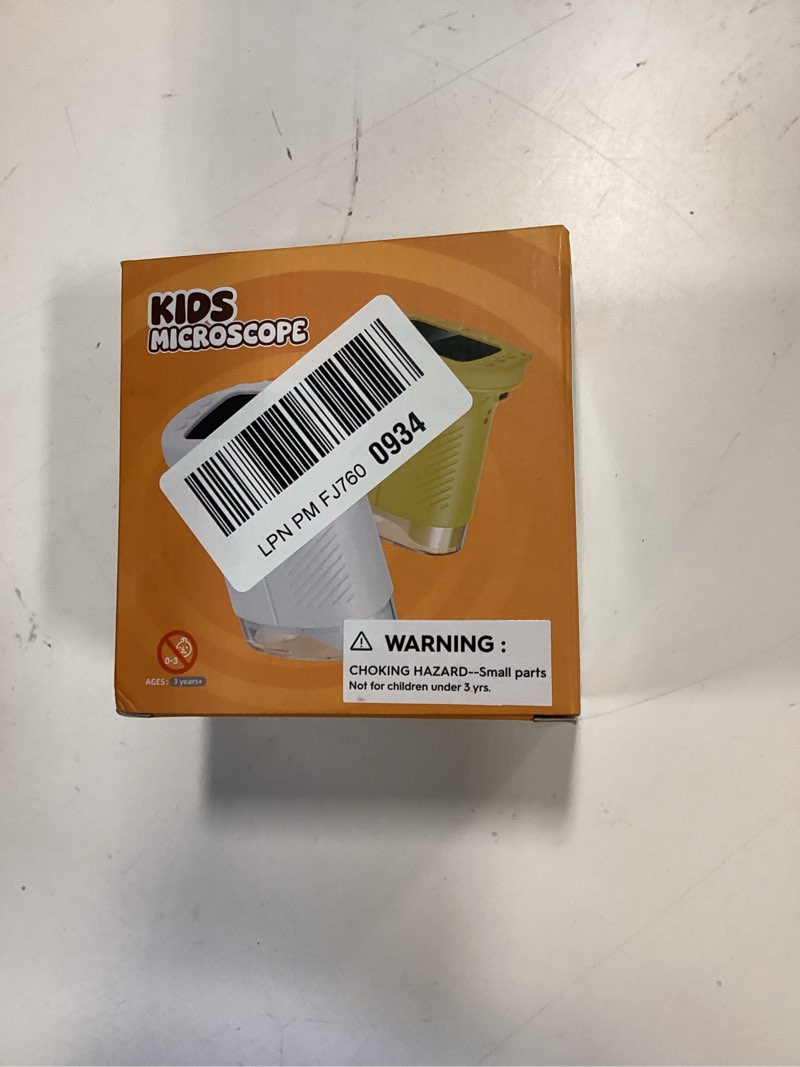 KIDS
MICROSCOPE
LPN PM FJ760 0934
0-3
AGES: 3 years+
WARNING :
CHOKING HAZARD--Small parts
Not for children under 3 yrs.